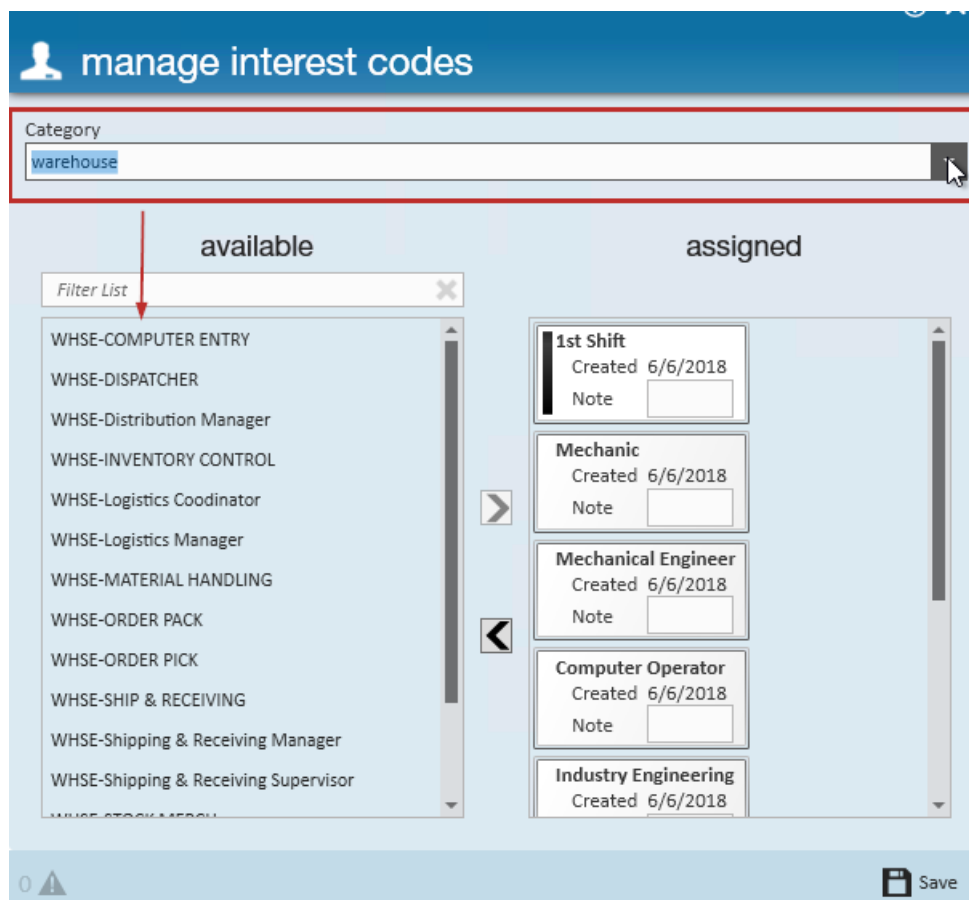 manage interest codes
Category
warehouse
available
assigned
Filter List
WHSE-COMPUTER ENTRY
WHSE-DISPATCHER
WHSE-Distribution Manager
WHSE-INVENTORY CONTROL
WHSE-Logistics Coodinator
WHSE-Logistics Manager
WHSE-MATERIAL HANDLING
WHSE-ORDER PACK
WHSE-ORDER PICK
WHSE-SHIP & RECEIVING
WHSE-Shipping & Receiving Manager
WHSE-Shipping & Receiving Supervisor
1st Shift
Created 6/6/2018
Note
Mechanic
Created 6/6/2018
Note
Mechanical Engineer
Created 6/6/2018
Note
Computer Operator
Created 6/6/2018
Note
Industry Engineering
Created 6/6/2018
0
Save